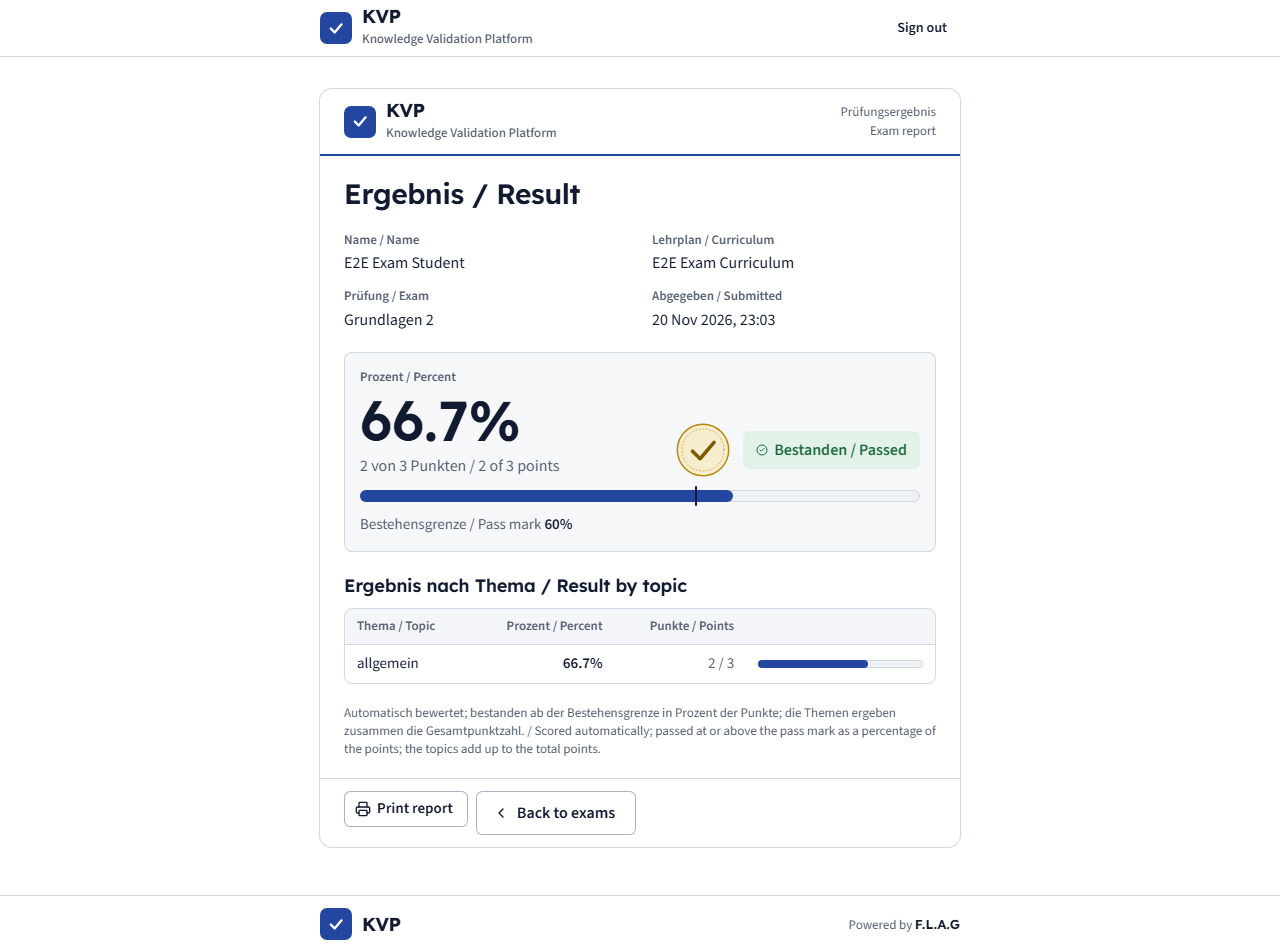 KVP
Knowledge Validation Platform
Sign out
KVP
Knowledge Validation Platform
Prüfungsergebnis
Exam report
Ergebnis / Result
Name / Name
E2E Exam Student
Lehrplan / Curriculum
E2E Exam Curriculum
Prüfung / Exam
Grundlagen 2
Abgegeben / Submitted
20 Nov 2026, 23:03
Prozent / Percent
66.7%
2 von 3 Punkten / 2 of 3 points
Bestanden / Passed
Bestehensgrenze / Pass mark 60%
Ergebnis nach Thema / Result by topic
Thema / Topic Prozent / Percent Punkte / Points
allgemein 66.7% 2 / 3
Automatisch bewertet; bestanden ab der Bestehensgrenze in Prozent der Punkte; die Themen ergeben
zusammen die Gesamtpunktzahl. / Scored automatically; passed at or above the pass mark as a percentage of
the points; the topics add up to the total points.
Print report
Back to exams
KVP
Powered by F.L.A.G